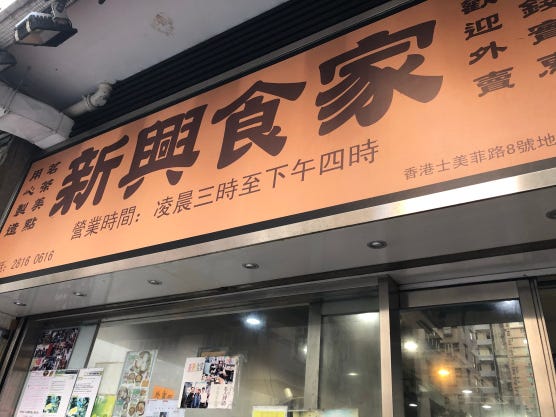 新興食家
營業時間：凌晨三時至下午四時
茗茶美點
用心製造
2816 0616
歡迎外賣
香港士美菲路8號地